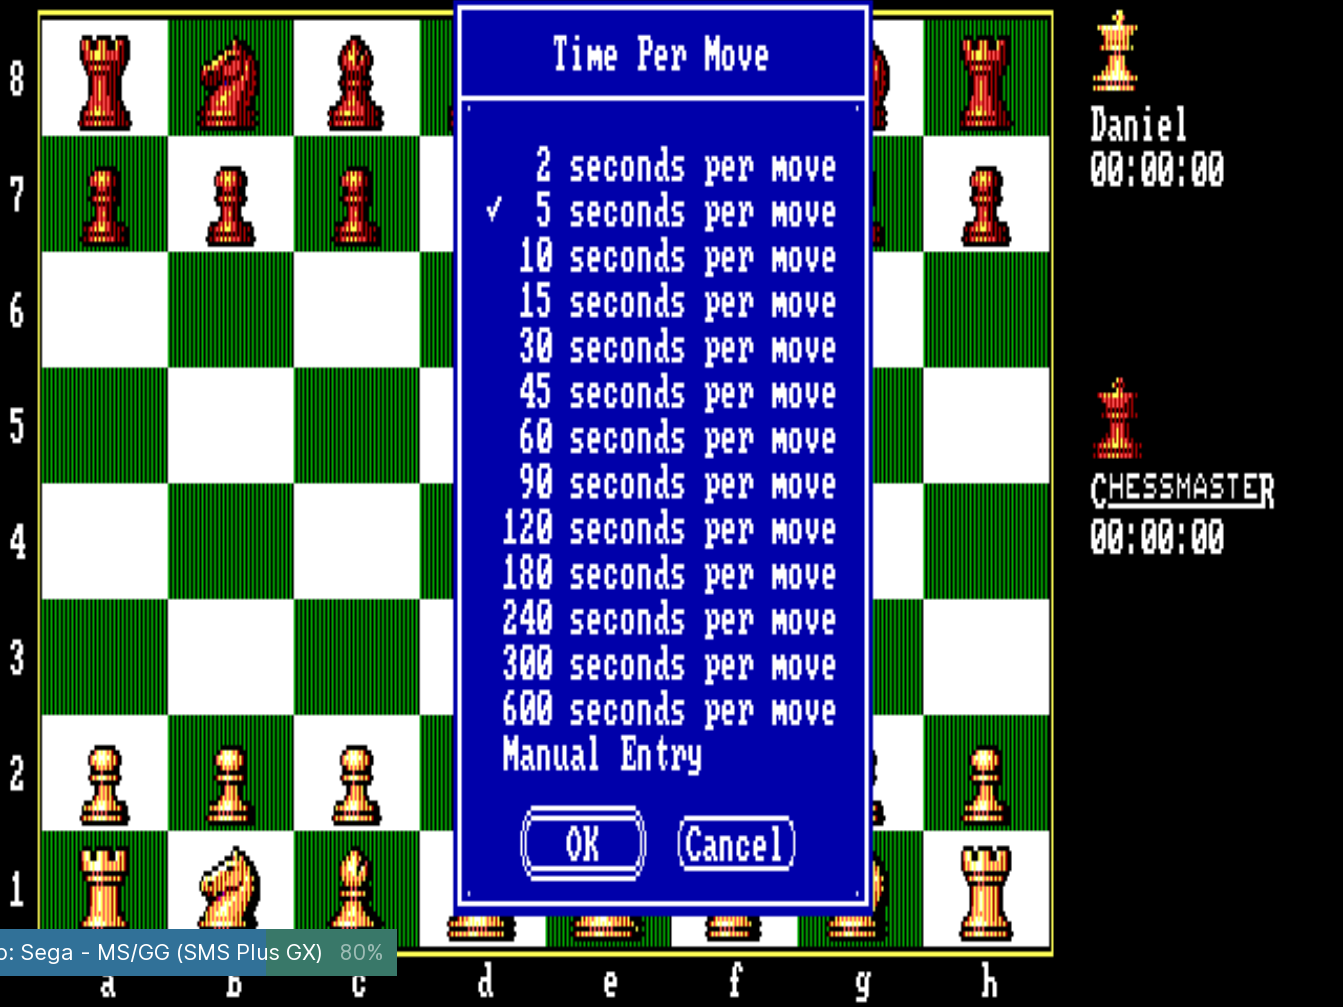 Time Per Move
2 seconds per move
✓ 5 seconds per move
10 seconds per move
15 seconds per move
30 seconds per move
45 seconds per move
60 seconds per move
90 seconds per move
120 seconds per move
180 seconds per move
240 seconds per move
300 seconds per move
600 seconds per move
Manual Entry
OK
Cancel
8
7
6
5
4
3
2
1
a
b
c
d
e
f
g
h
Daniel
00:00:00
CHESSMASTER
00:00:00
: Sega - MS/GG (SMS Plus GX) 80%